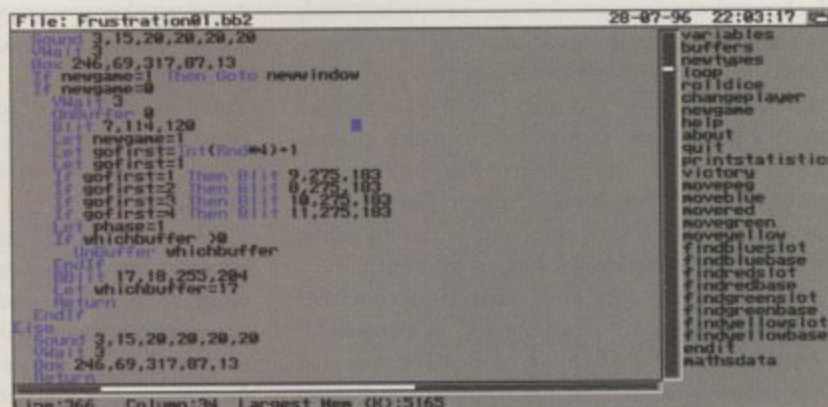 File: Frustration01.bb2
28-07-96 22:03:17
Sound 3,15,20,20,20,20
VWait 3
Box 246,69,317,87,13
If newgame=1 Then Goto newwindow
If newgame=0
VWait 3
UnBuffer 0
Blit 7,114,120
Let newgame=1
Let gofirst=Int(Rnd*4)+1
Let gofirst=1
If gofirst=1 Then Blit 9,275,183
If gofirst=2 Then Blit 8,275,183
If gofirst=3 Then Blit 10,275,183
If gofirst=4 Then Blit 11,275,183
Let phase=1
If whichbuffer >0
UnBuffer whichbuffer
EndIf
BBlit 17,18,255,204
Let whichbuffer=17
Return
EndIf
Else
Sound 3,15,20,20,20,20
VWait 3
Box 246,69,317,87,13
Return
variables
buffers
newtypes
loop
rolldice
changeplayer
newgame
help
about
quit
printstatistics
victory
movepeg
moveblue
movered
movegreen
moveyellow
findblueslot
findbluebase
findredslot
findredbase
findgreenslot
findgreenbase
findyellowslot
findyellowbase
endit
mathsdata
Line:366 Column:34 Largest Mem (K):5165